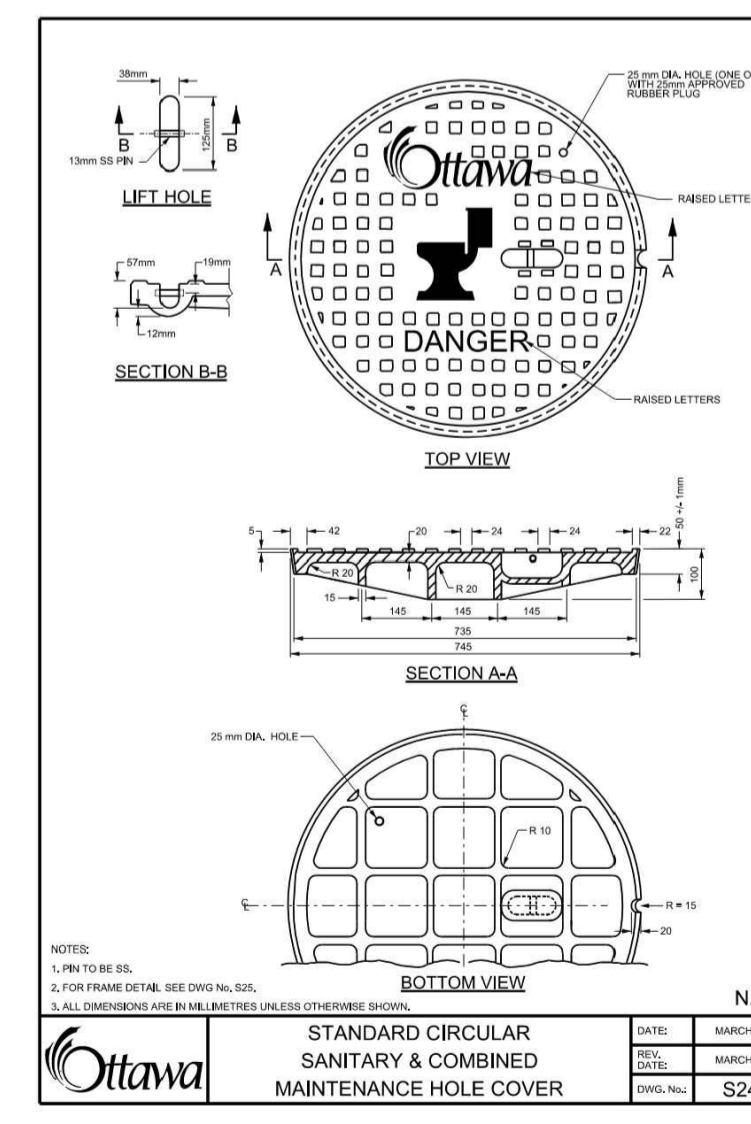 38mm
125mm
B
B
13mm SS PIN
LIFT HOLE
57mm
19mm
12mm
SECTION B-B
25 mm DIA. HOLE (ONE O
WITH 25mm APPROVED
RUBBER PLUG
Ottawa
RAISED LETTE
A
A
DANGER
RAISED LETTERS
TOP VIEW
5
42
20
24
24
22
50 +/- 1mm
R 20
R 20
15
100
145
145
145
735
745
SECTION A-A
25 mm DIA. HOLE
R 10
R = 15
20
BOTTOM VIEW
NOTES:
1. PIN TO BE SS.
2. FOR FRAME DETAIL SEE DWG No. S25.
3. ALL DIMENSIONS ARE IN MILLIMETRES UNLESS OTHERWISE SHOWN.
N.
Ottawa
STANDARD CIRCULAR
SANITARY & COMBINED
MAINTENANCE HOLE COVER
DATE: MARCH
REV. DATE: MARCH
DWG. No.: S24